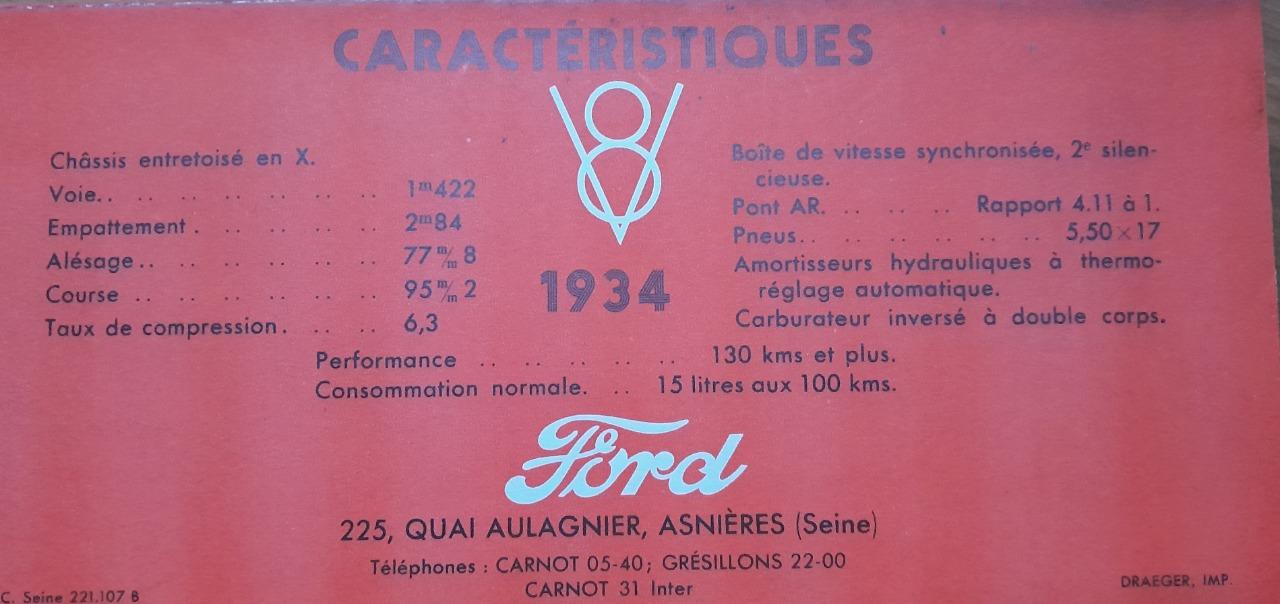 CARACTÉRISTIQUES
V8
1934
Châssis entretoisé en X.
Voie.. .. .. .. .. .. .. 1ᵐ422
Empattement . .. .. .. .. .. 2ᵐ84
Alésage.. .. .. .. .. .. .. 77 ᵐ/ₘ 8
Course .. .. .. .. .. .. .. 95 ᵐ/ₘ 2
Taux de compression. .. .. .. 6,3
Boîte de vitesse synchronisée, 2ᵉ silen-
cieuse.
Pont AR. .. .. .. Rapport 4.11 à 1.
Pneus.. .. .. .. .. .. 5,50×17
Amortisseurs hydrauliques à thermo-
réglage automatique.
Carburateur inversé à double corps.
Performance .. .. .. .. .. 130 kms et plus.
Consommation normale. .. 15 litres aux 100 kms.
Ford
225, QUAI AULAGNIER, ASNIÈRES (Seine)
Téléphones : CARNOT 05-40; GRÉSILLONS 22-00
CARNOT 31 Inter
C. Seine 221.107 B
DRAEGER, IMP.